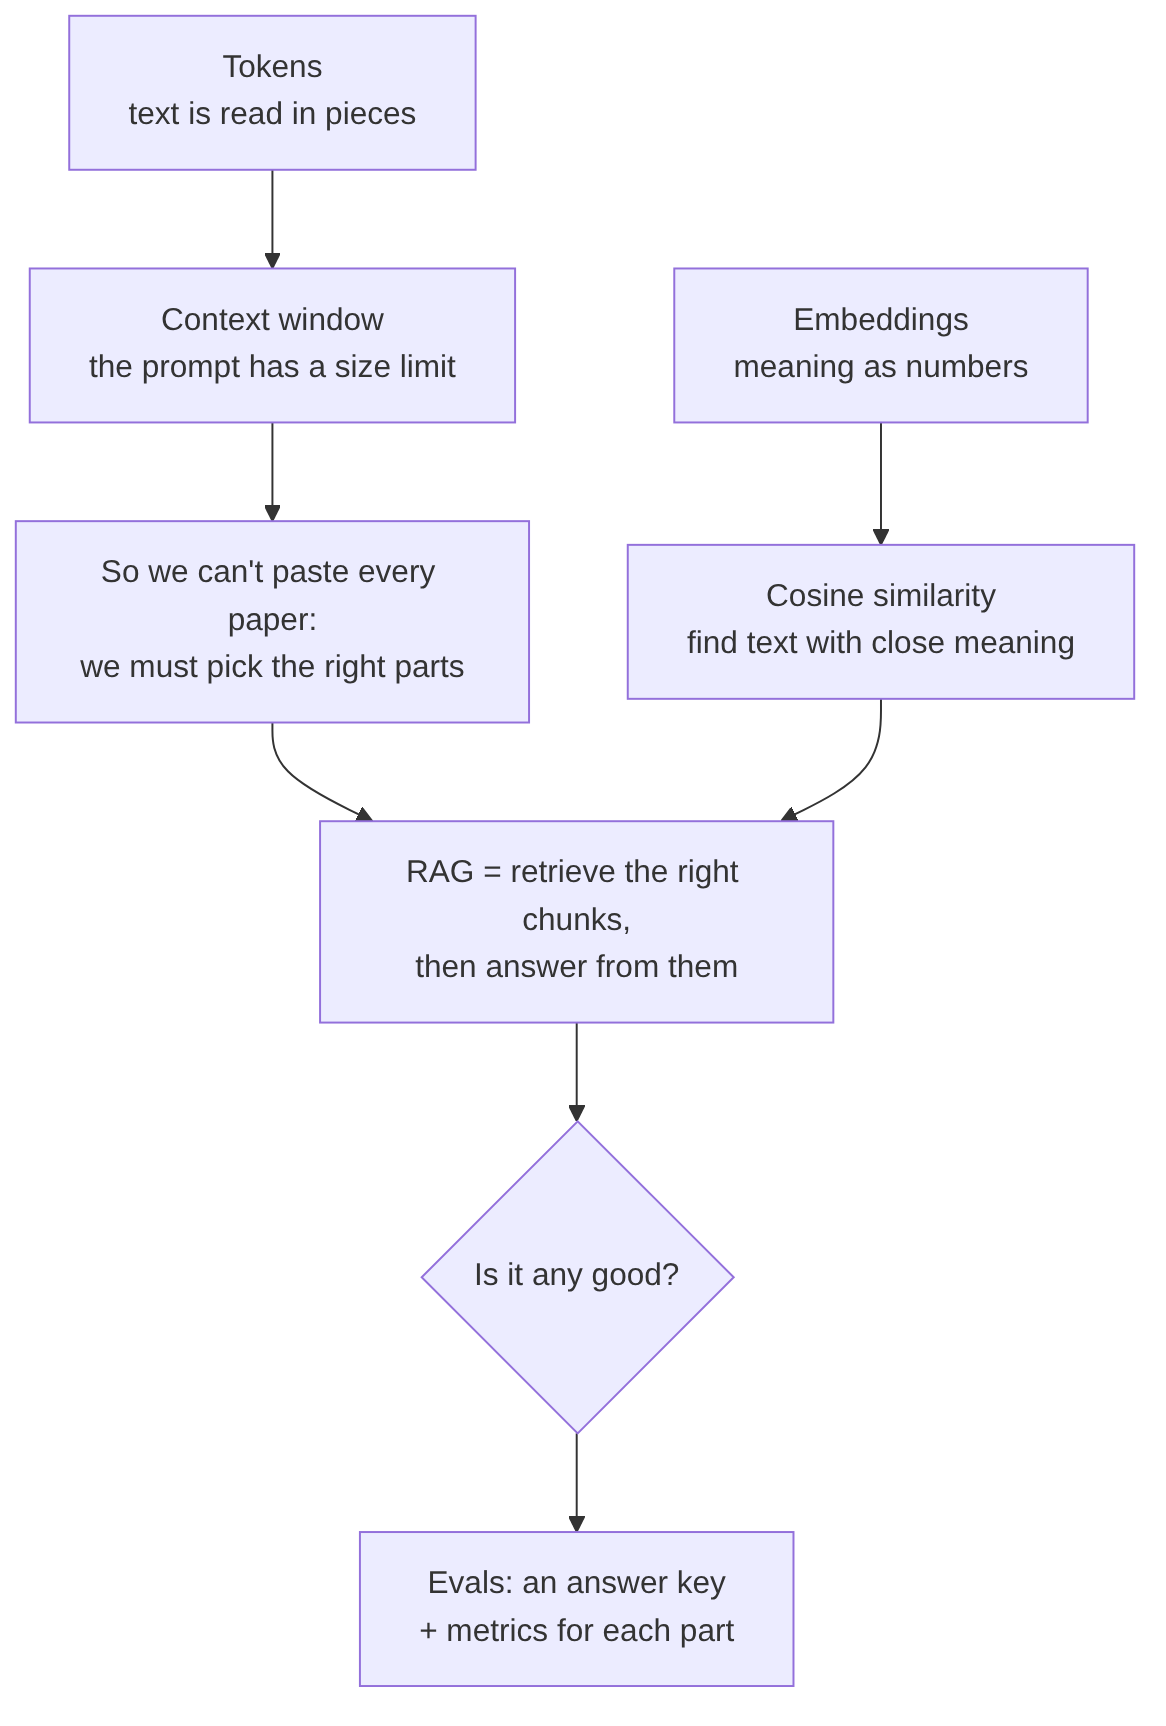 Tokens
text is read in pieces
Context window
the prompt has a size limit
Embeddings
meaning as numbers
So we can't paste every
paper:
we must pick the right parts
Cosine similarity
find text with close meaning
RAG = retrieve the right
chunks,
then answer from them
Is it any good?
Evals: an answer key
+ metrics for each part